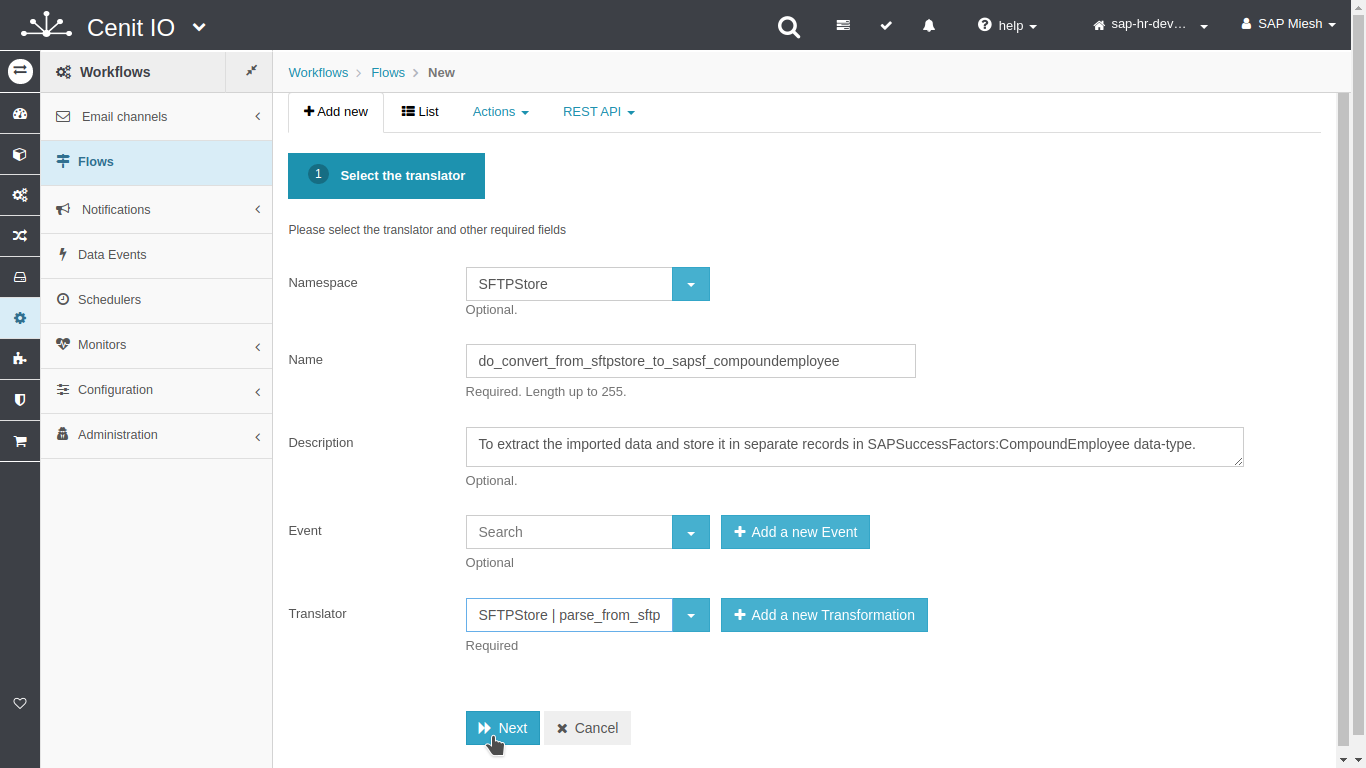 Cenit IO
help
sap-hr-dev...
SAP Miesh
Workflows
Email channels
Flows
Notifications
Data Events
Schedulers
Monitors
Configuration
Administration
Workflows > Flows > New
Add new
List
Actions
REST API
1 Select the translator
Please select the translator and other required fields
Namespace
SFTPStore
Optional.
Name
do_convert_from_sftpstore_to_sapsf_compoundemployee
Required. Length up to 255.
Description
To extract the imported data and store it in separate records in SAPSuccessFactors:CompoundEmployee data-type.
Optional.
Event
Search
Add a new Event
Optional
Translator
SFTPStore | parse_from_sftp
Add a new Transformation
Required
Next
Cancel